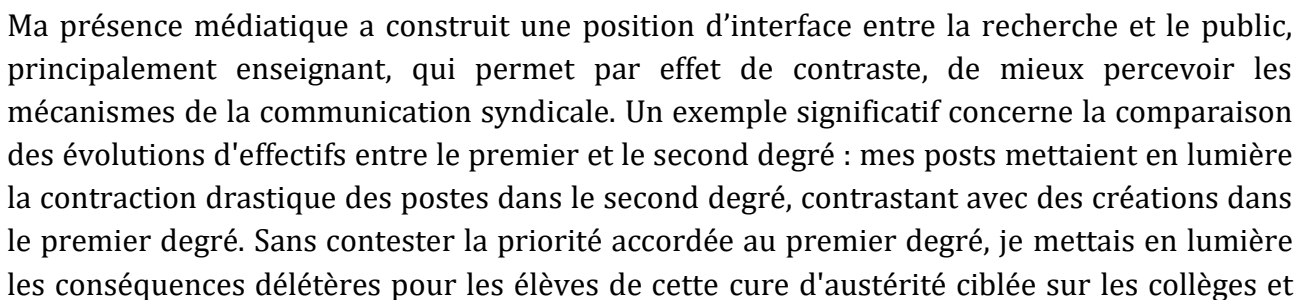 Ma présence médiatique a construit une position d’interface entre la recherche et le public,
principalement enseignant, qui permet par effet de contraste, de mieux percevoir les
mécanismes de la communication syndicale. Un exemple significatif concerne la comparaison
des évolutions d'effectifs entre le premier et le second degré : mes posts mettaient en lumière
la contraction drastique des postes dans le second degré, contrastant avec des créations dans
le premier degré. Sans contester la priorité accordée au premier degré, je mettais en lumière
les conséquences délétères pour les élèves de cette cure d'austérité ciblée sur les collèges et